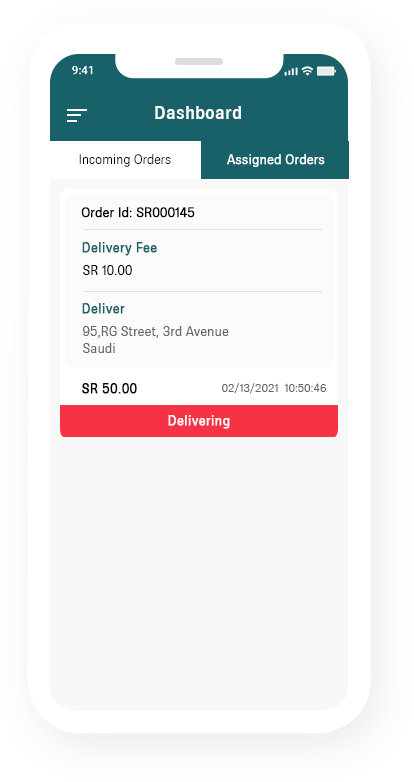 9:41
Dashboard
Incoming Orders Assigned Orders
Order Id: SR000145
Delivery Fee
SR 10.00
Deliver
95,RG Street, 3rd Avenue
Saudi
SR 50.00 02/13/2021 10:50:46
Delivering